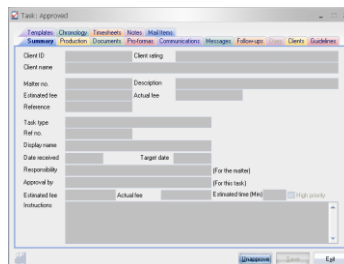 Task: Approved
Templates Chronology Timesheets Notes Mail Items
Summary Production Documents Pro-formas Communications Messages Follow-ups Dues Clients Guidelines
Client ID Client rating
Client name
Matter no. Description
Estimated fee Actual fee
Reference
Task type
Ref no.
Display name
Date received Target date
Responsibility (For the matter)
Approval by (For this task)
Estimated fee Actual fee Estimated time (Mins) High priority
Instructions
Unapprove Save Exit